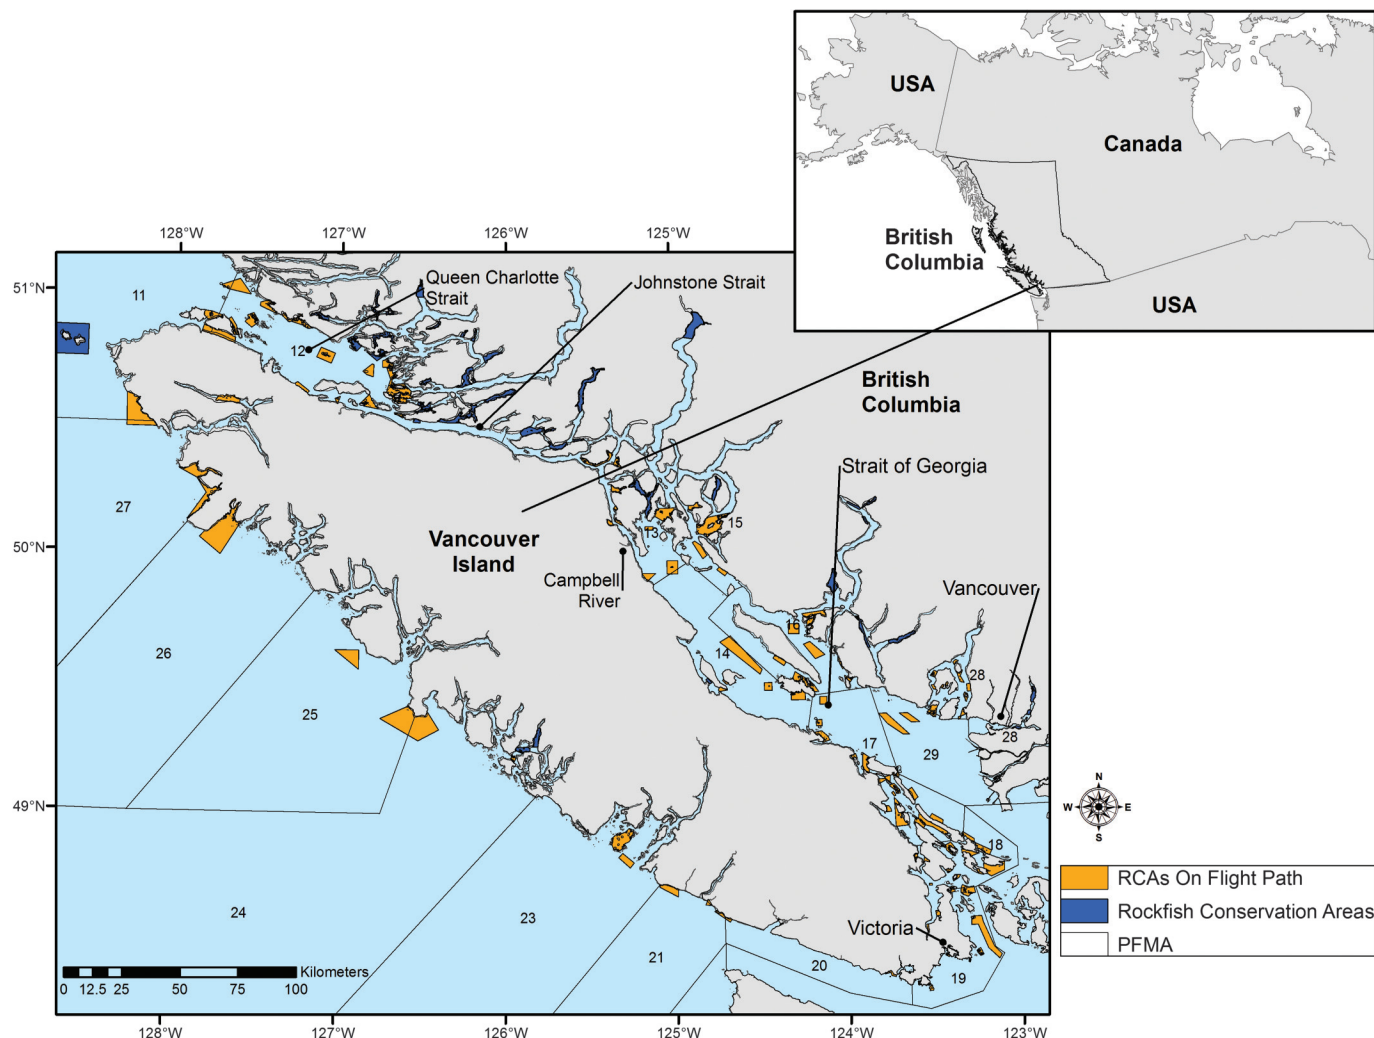 USA
Canada
British
Columbia
USA
128°W
127°W
126°W
125°W
51°N
50°N
49°N
11
Queen Charlotte
Strait
Johnstone Strait
12
British
Columbia
Strait of Georgia
27
15
13
Vancouver
Island
Campbell
River
Vancouver
16
26
14
28
25
28
17
29
18
24
23
Victoria
21
20
19
Kilometers
0 12.5 25 50 75 100
128°W
127°W
126°W
125°W
124°W
123°W
N
W E
S
RCAs On Flight Path
Rockfish Conservation Areas
PFMA